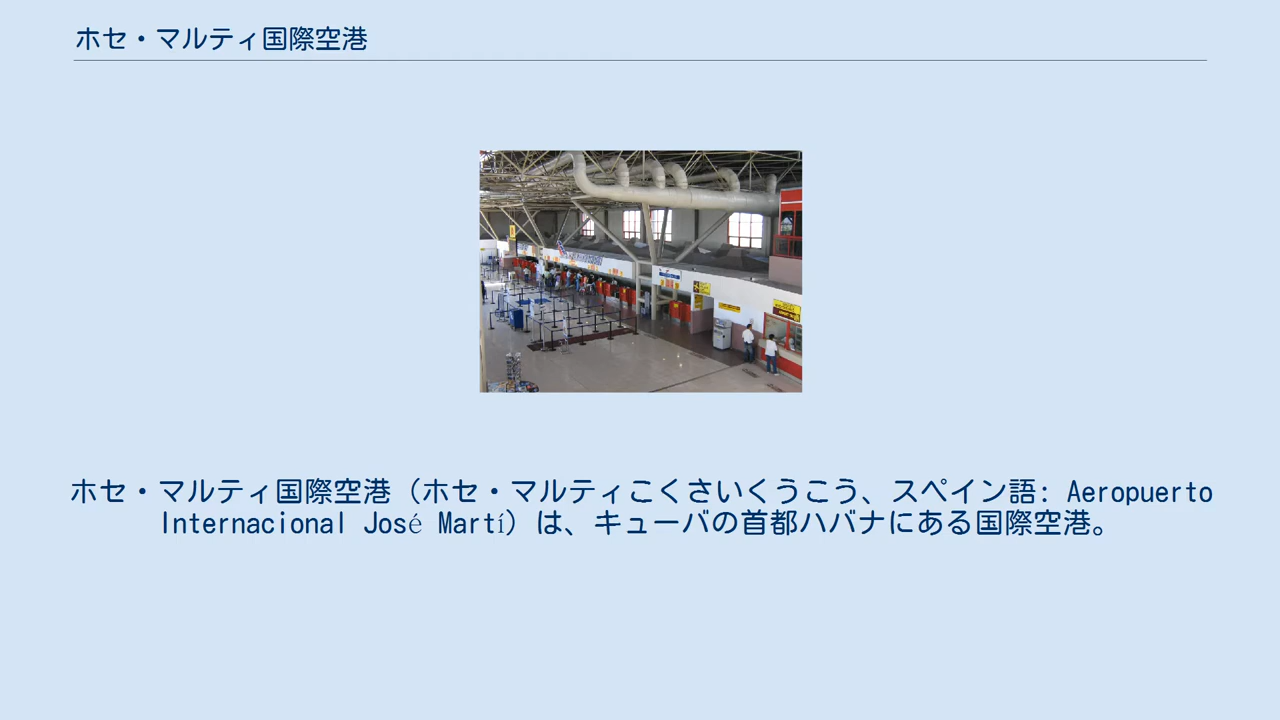 ホセ・マルティ国際空港
ホセ・マルティ国際空港（ホセ・マルティこくさいくうこう、スペイン語: Aeropuerto
Internacional José Martí）は、キューバの首都ハバナにある国際空港。